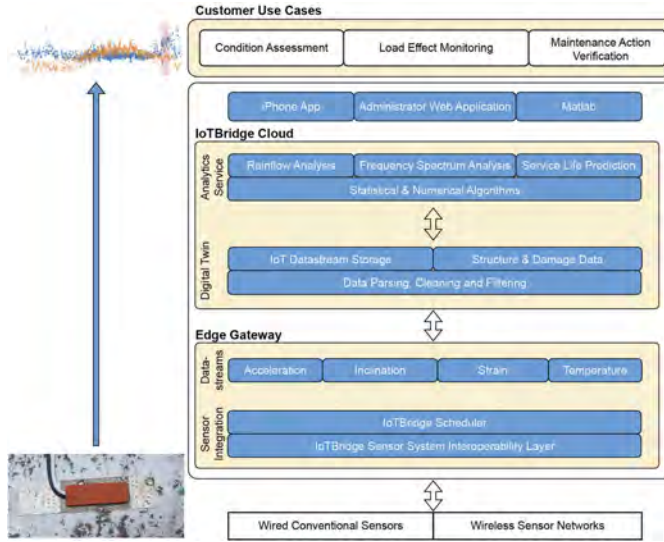 Customer Use Cases
Condition Assessment
Load Effect Monitoring
Maintenance Action
Verification
iPhone App
Administrator Web Application
Matlab
IoTBridge Cloud
Analytics
Service
Rainflow Analysis
Frequency Spectrum Analysis
Service Life Prediction
Statistical & Numerical Algorithms
Digital Twin
IoT Datastream Storage
Structure & Damage Data
Data Parsing, Cleaning and Filtering
Edge Gateway
Data-
streams
Acceleration
Inclination
Strain
Temperature
Sensor
Integration
IoTBridge Scheduler
IoTBridge Sensor System Interoperability Layer
Wired Conventional Sensors
Wireless Sensor Networks